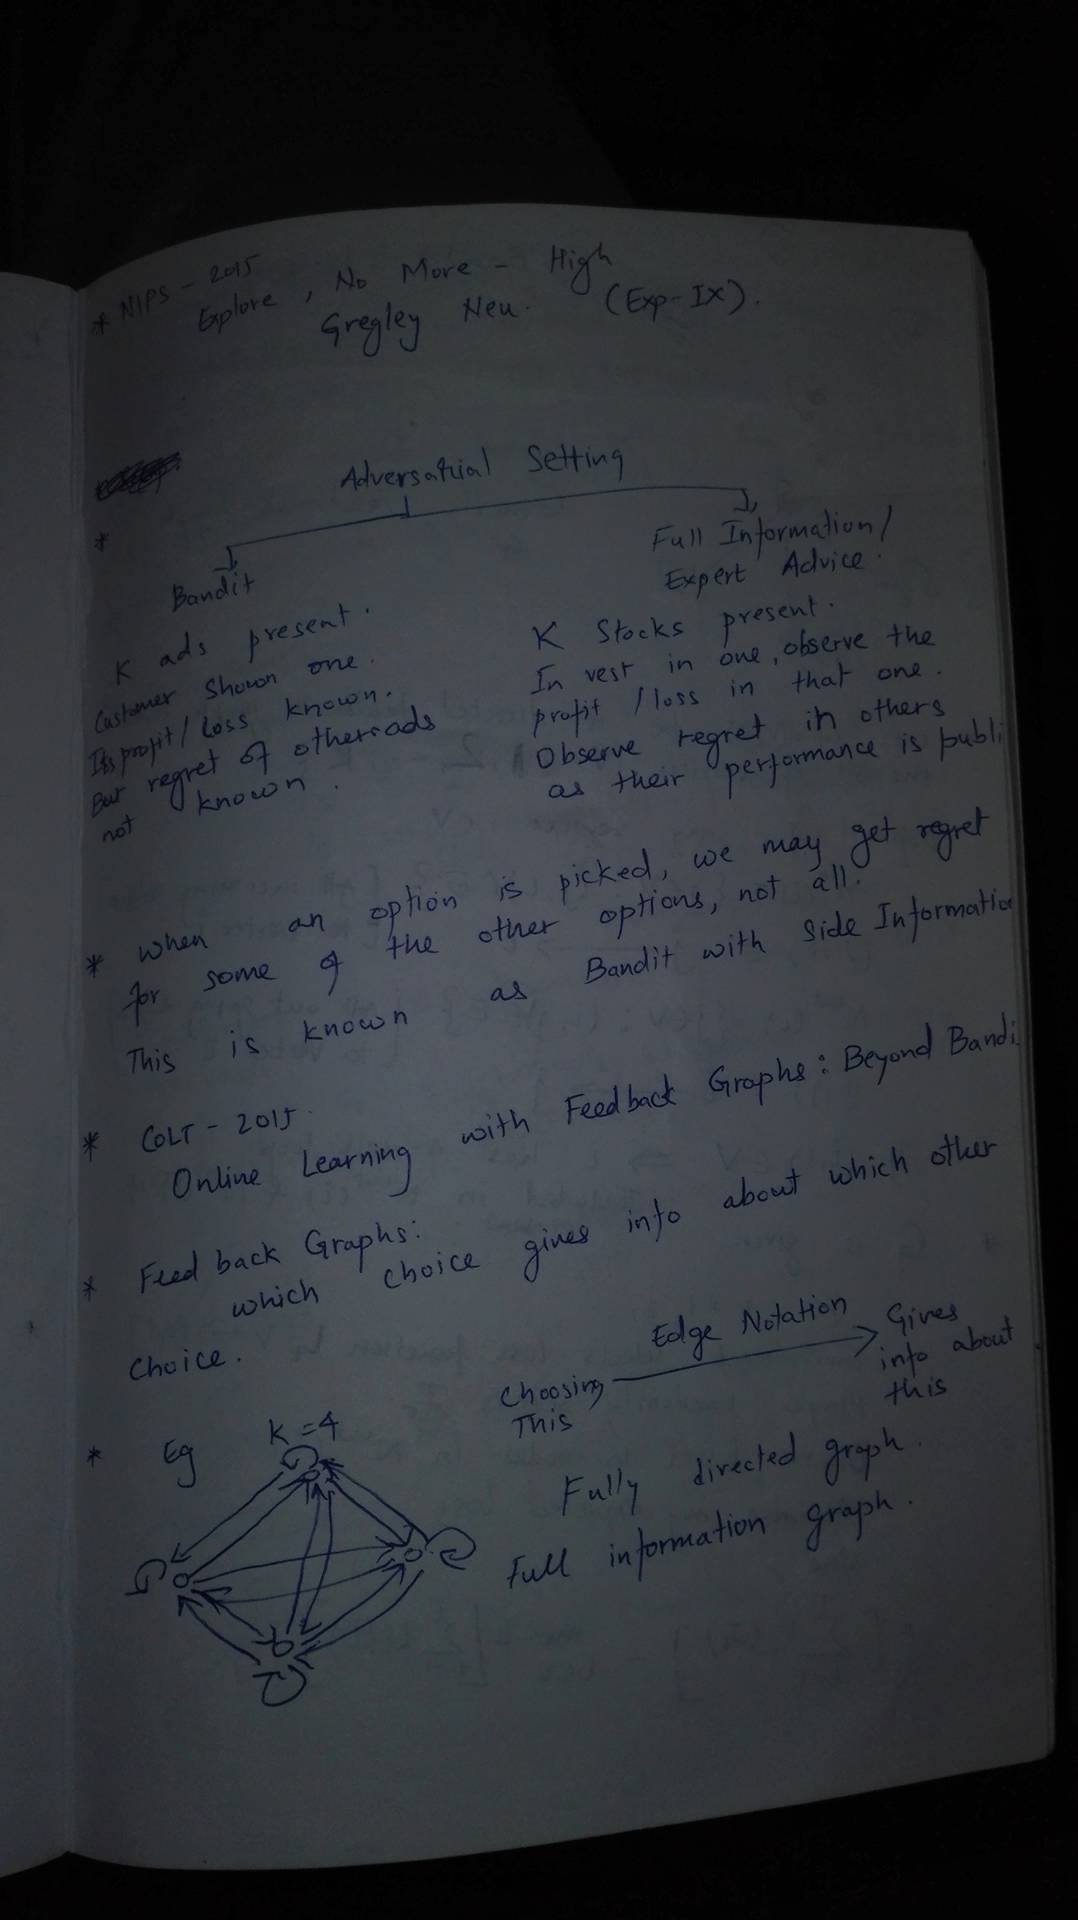 * NIPS - 2015
Explore, No More - High
Gregley Neu. (Exp-IX).
Adversatrial Setting
*
Bandit
K ads present.
Customer Shown one.
Its profit/loss known.
But regret of other ads
not known.
Full Information/
Expert Advice.
K Stocks present.
In vest in one, observe the
profit/loss in that one.
Observe regret in others
as their performance is publi
* When an option is picked, we may get regret
for some of the other options, not all.
This is known as Bandit with Side Informatio
* COLT - 2015.
Online Learning with Feedback Graphs: Beyond Bandi
* Feed back Graphs:
which choice gives info about which other
choice.
Edge Notation
Choosing
This
Gives
info about
this
* Eg K=4
Fully directed graph.
Full information graph.